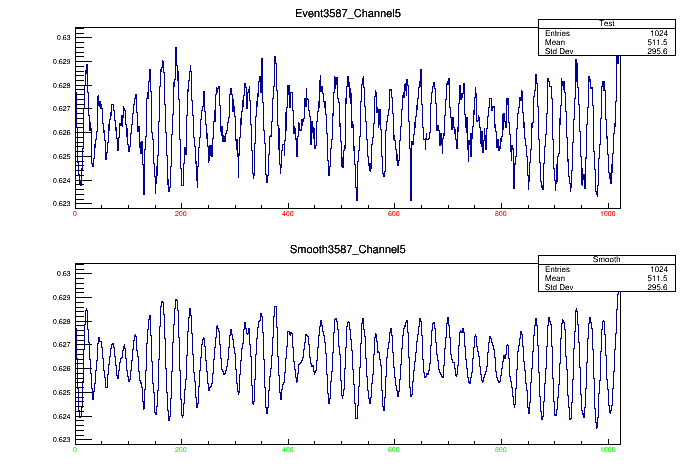 Event3587_Channel5
Test
Entries 1024
Mean 511.5
Std Dev 295.6
0.63
0.629
0.628
0.627
0.626
0.625
0.624
0.623
0 200 400 600 800 1000
Smooth3587_Channel5
Smooth
Entries 1024
Mean 511.5
Std Dev 295.6
0.63
0.629
0.628
0.627
0.626
0.625
0.624
0.623
0 200 400 600 800 1000